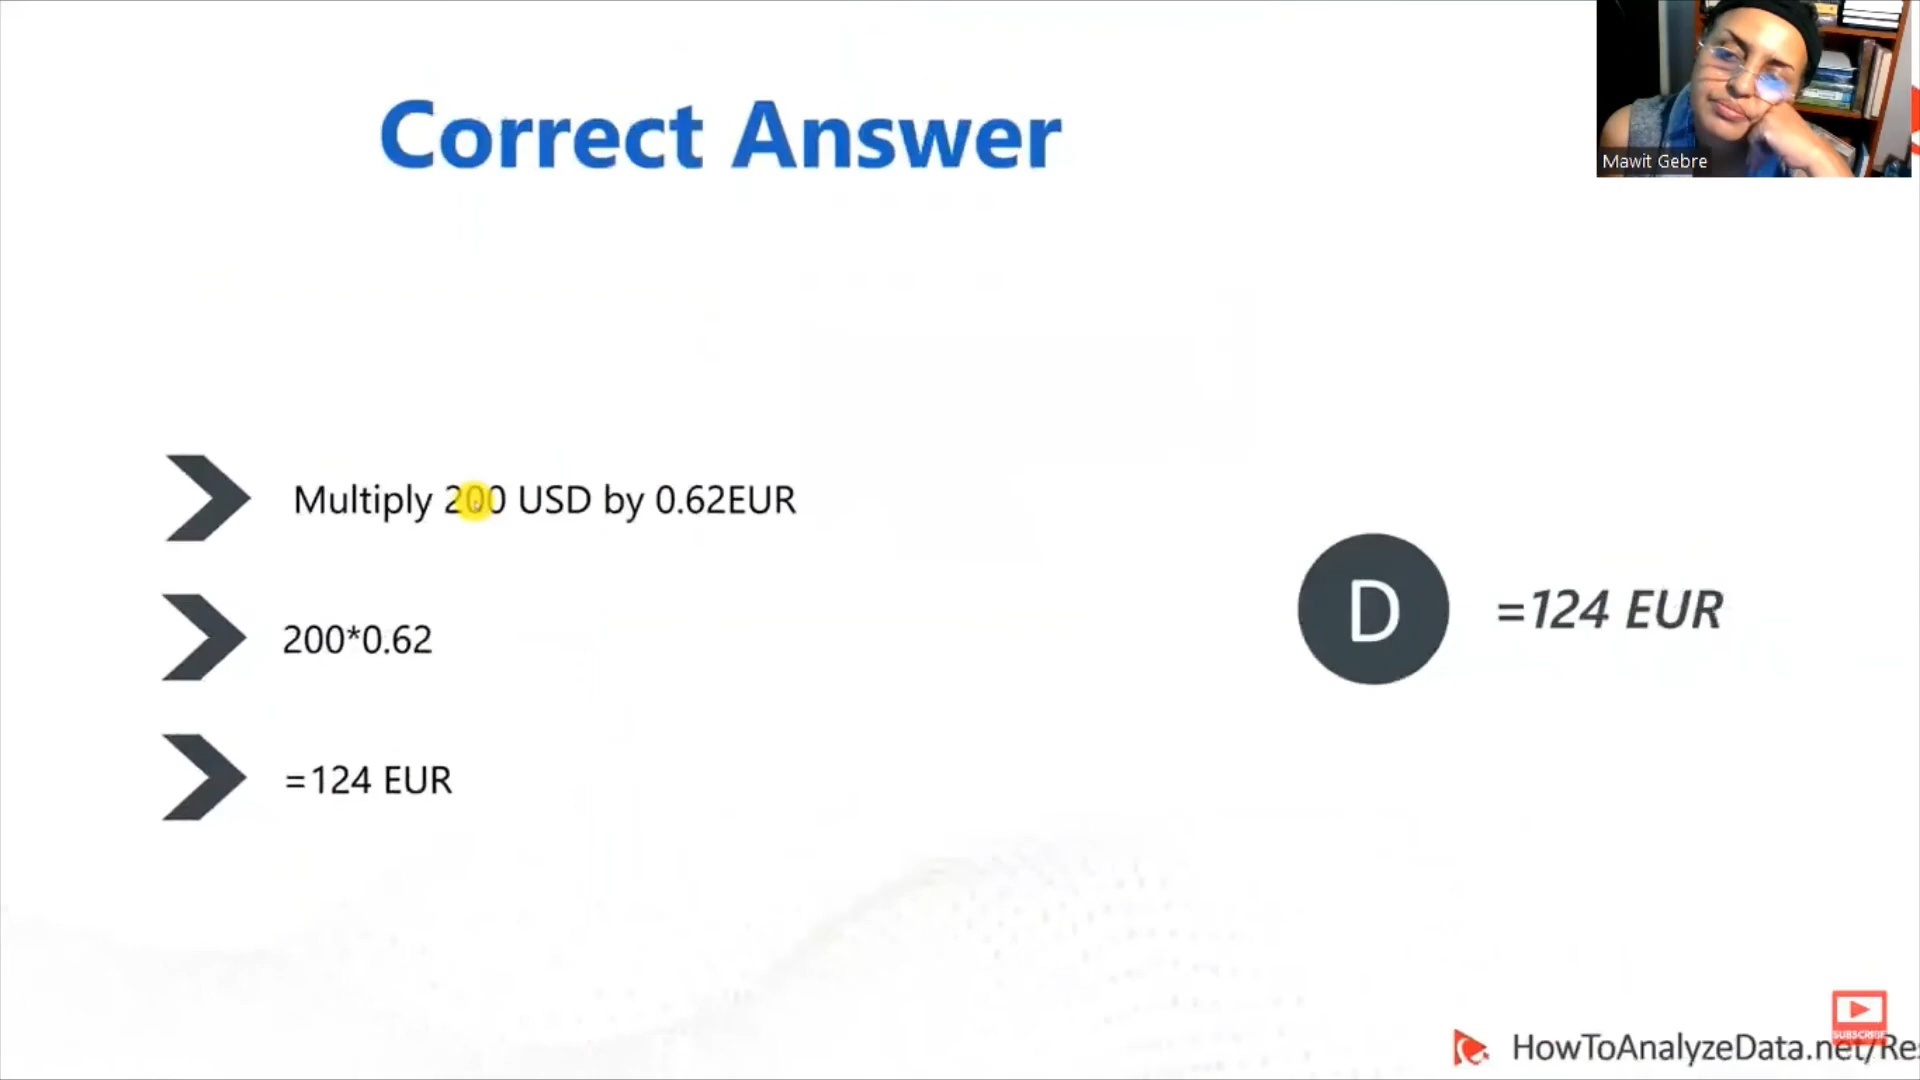 Correct Answer
Mawit Gebre
Multiply 200 USD by 0.62EUR
200*0.62
=124 EUR
D
=124 EUR
SUBSCRIBE
HowToAnalyzeData.net/Re